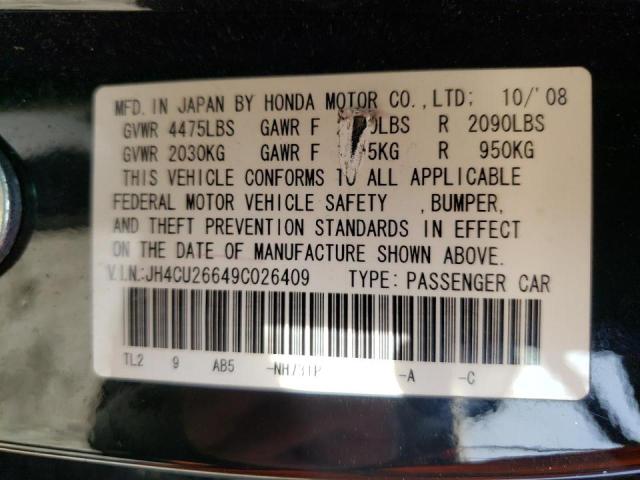 MFD. IN JAPAN BY HONDA MOTOR CO., LTD; 10/'08
GVWR 4475LBS GAWR F 0LBS R 2090LBS
GVWR 2030KG GAWR F 5KG R 950KG
THIS VEHICLE CONFORMS TO ALL APPLICABLE
FEDERAL MOTOR VEHICLE SAFETY , BUMPER,
AND THEFT PREVENTION STANDARDS IN EFFECT
ON THE DATE OF MANUFACTURE SHOWN ABOVE.
V.I.N.:JH4CU26649C026409 TYPE: PASSENGER CAR
TL2 9 AB5 -NH731P -A -C